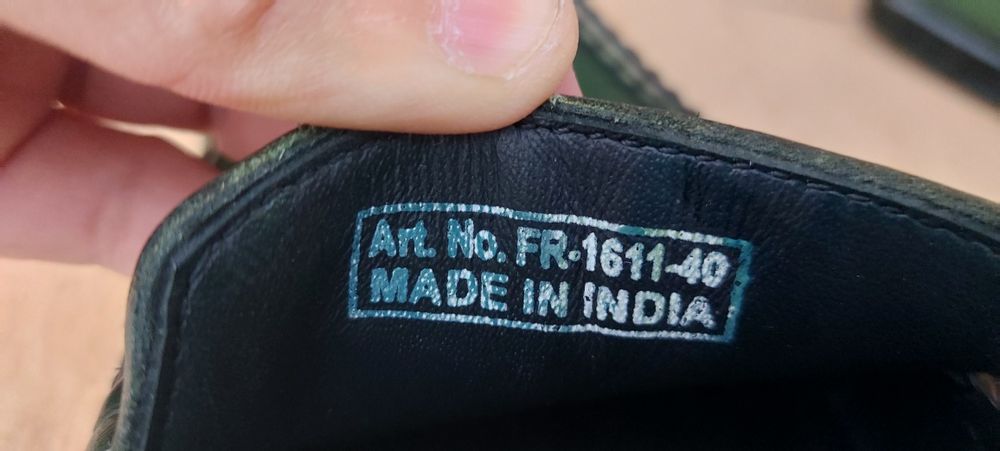 Art. No. FR-1611-40
MADE IN INDIA